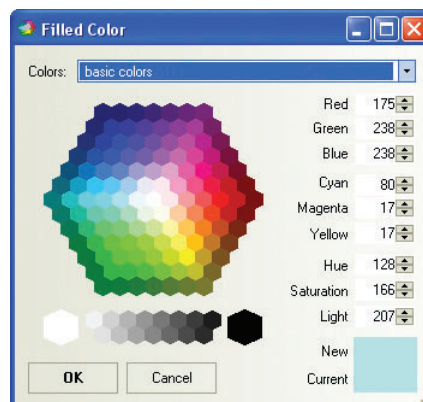 Filled Color
Colors: basic colors
Red 175
Green 238
Blue 238
Cyan 80
Magenta 17
Yellow 17
Hue 128
Saturation 166
Light 207
New
Current
OK Cancel